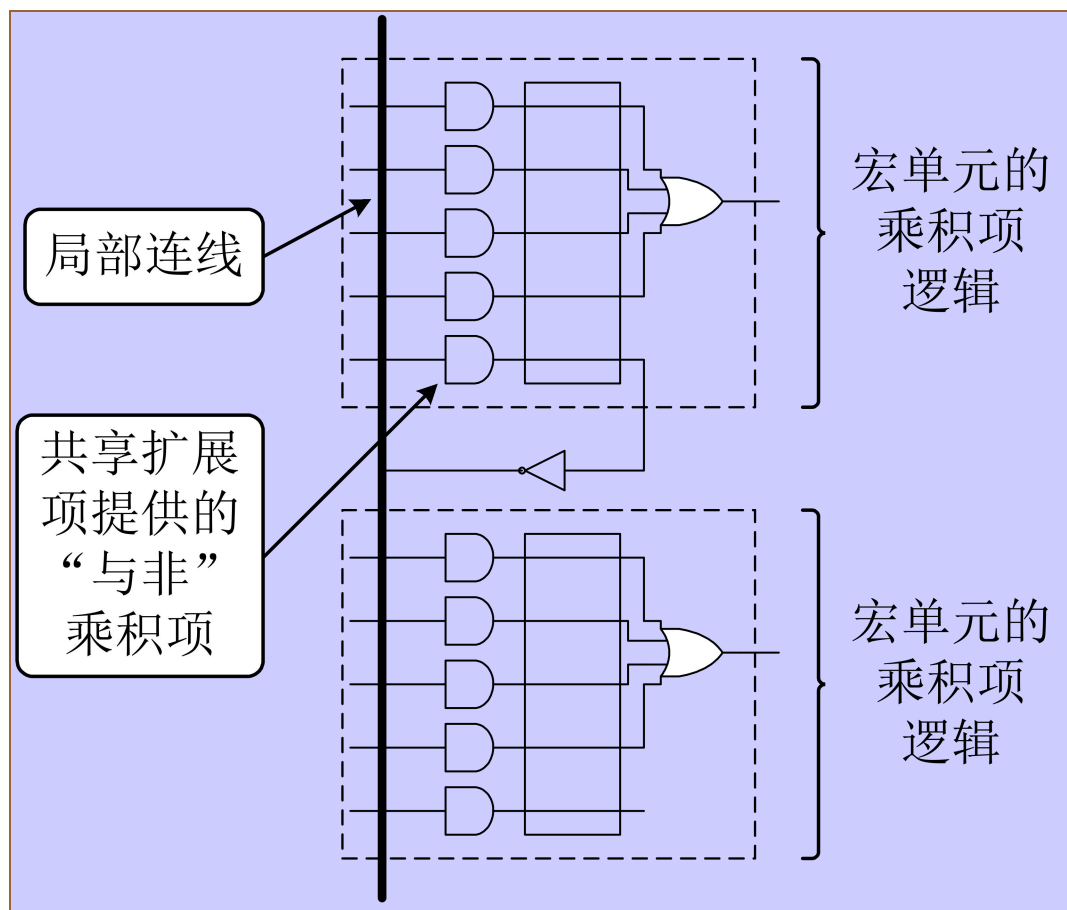 宏单元的
乘积项
逻辑
局部连线
共享扩展
项提供的
“与非”
乘积项
宏单元的
乘积项
逻辑